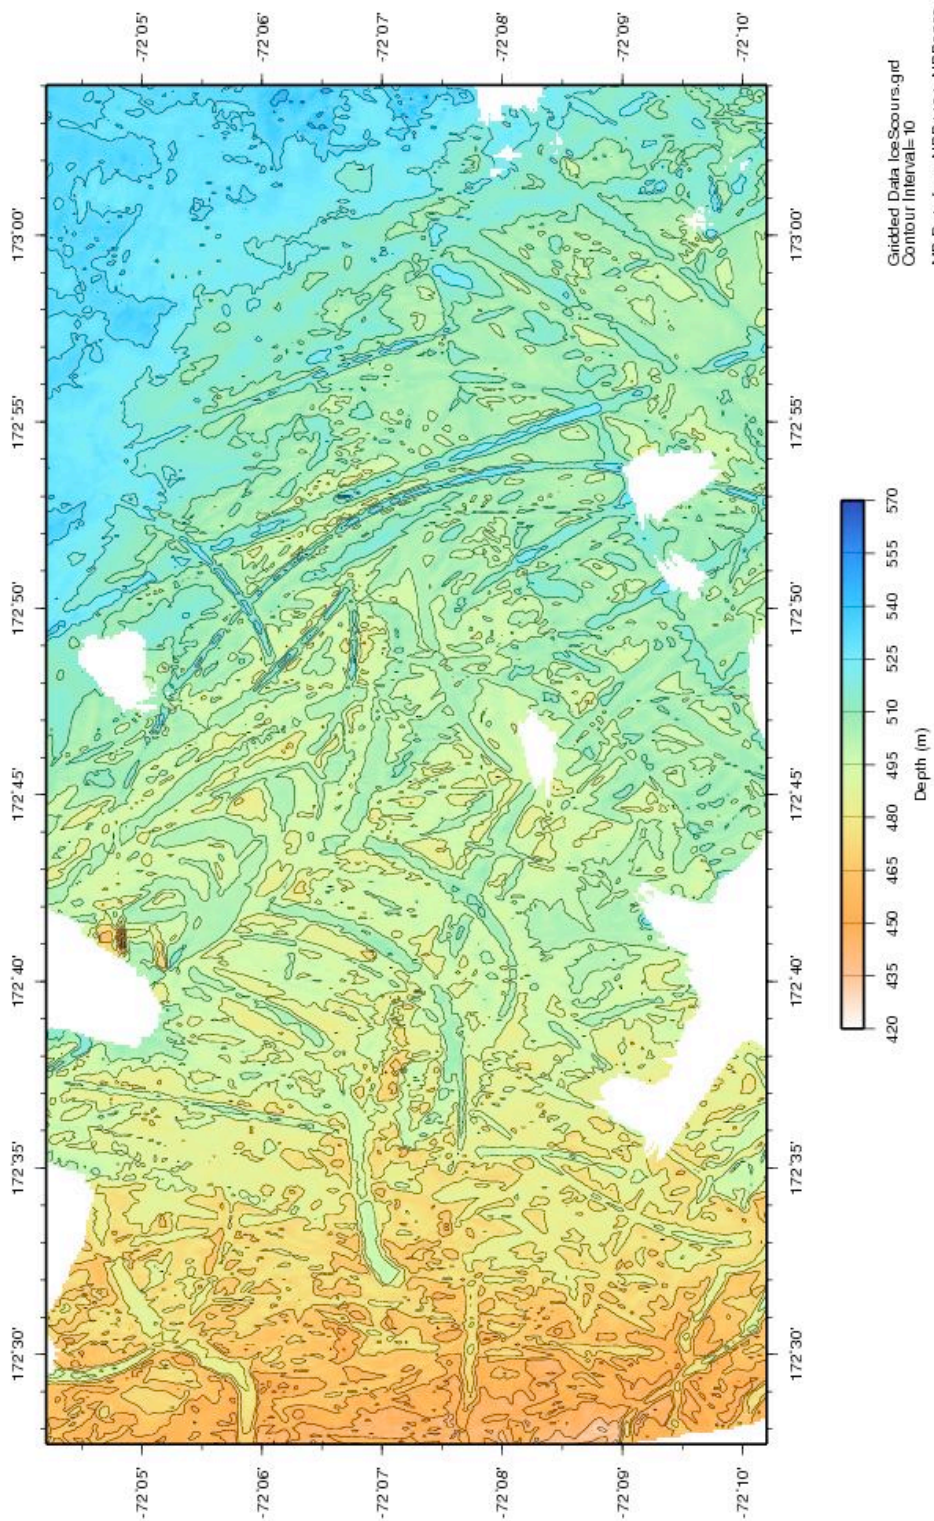 -72°05' -72°06' -72°07' -72°08' -72°09' -72°10'
173°00' 173°00'
172°55' 172°55'
172°50' 172°50'
172°45' 172°45'
172°40' 172°40'
172°35' 172°35'
172°30' 172°30'
-72°05' -72°06' -72°07' -72°08' -72°09' -72°10'
420 435 450 465 480 495 510 525 540 555 570
Depth (m)
Gridded Data IceScours.grd
Contour Interval=10